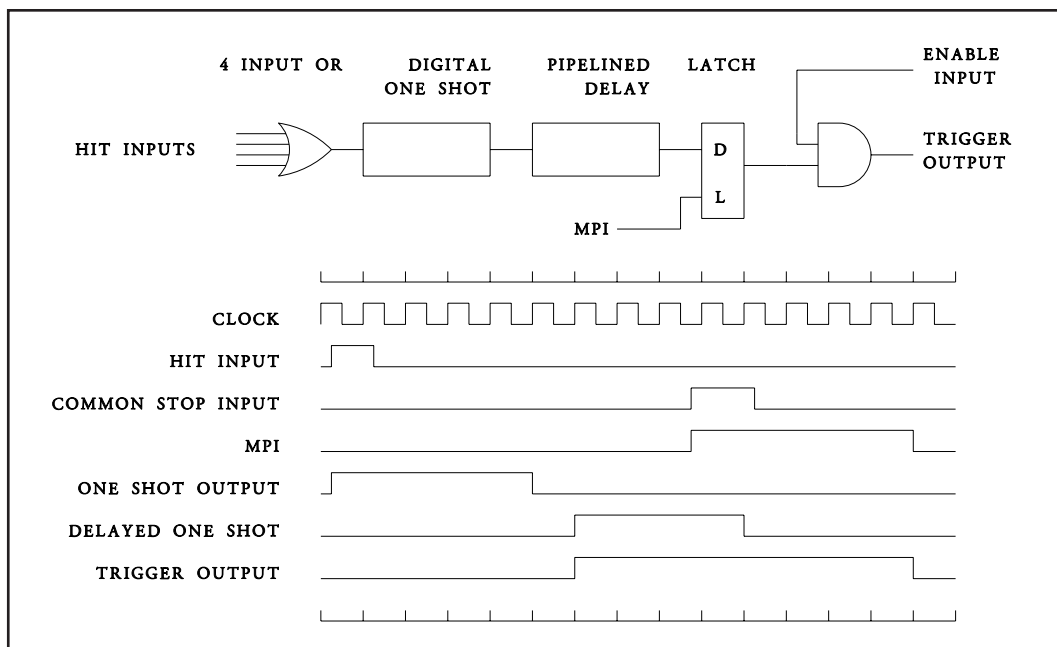 4 INPUT OR
DIGITAL
ONE SHOT
PIPELINED
DELAY
LATCH
ENABLE
INPUT
HIT INPUTS
D
L
MPI
TRIGGER
OUTPUT
CLOCK
HIT INPUT
COMMON STOP INPUT
MPI
ONE SHOT OUTPUT
DELAYED ONE SHOT
TRIGGER OUTPUT